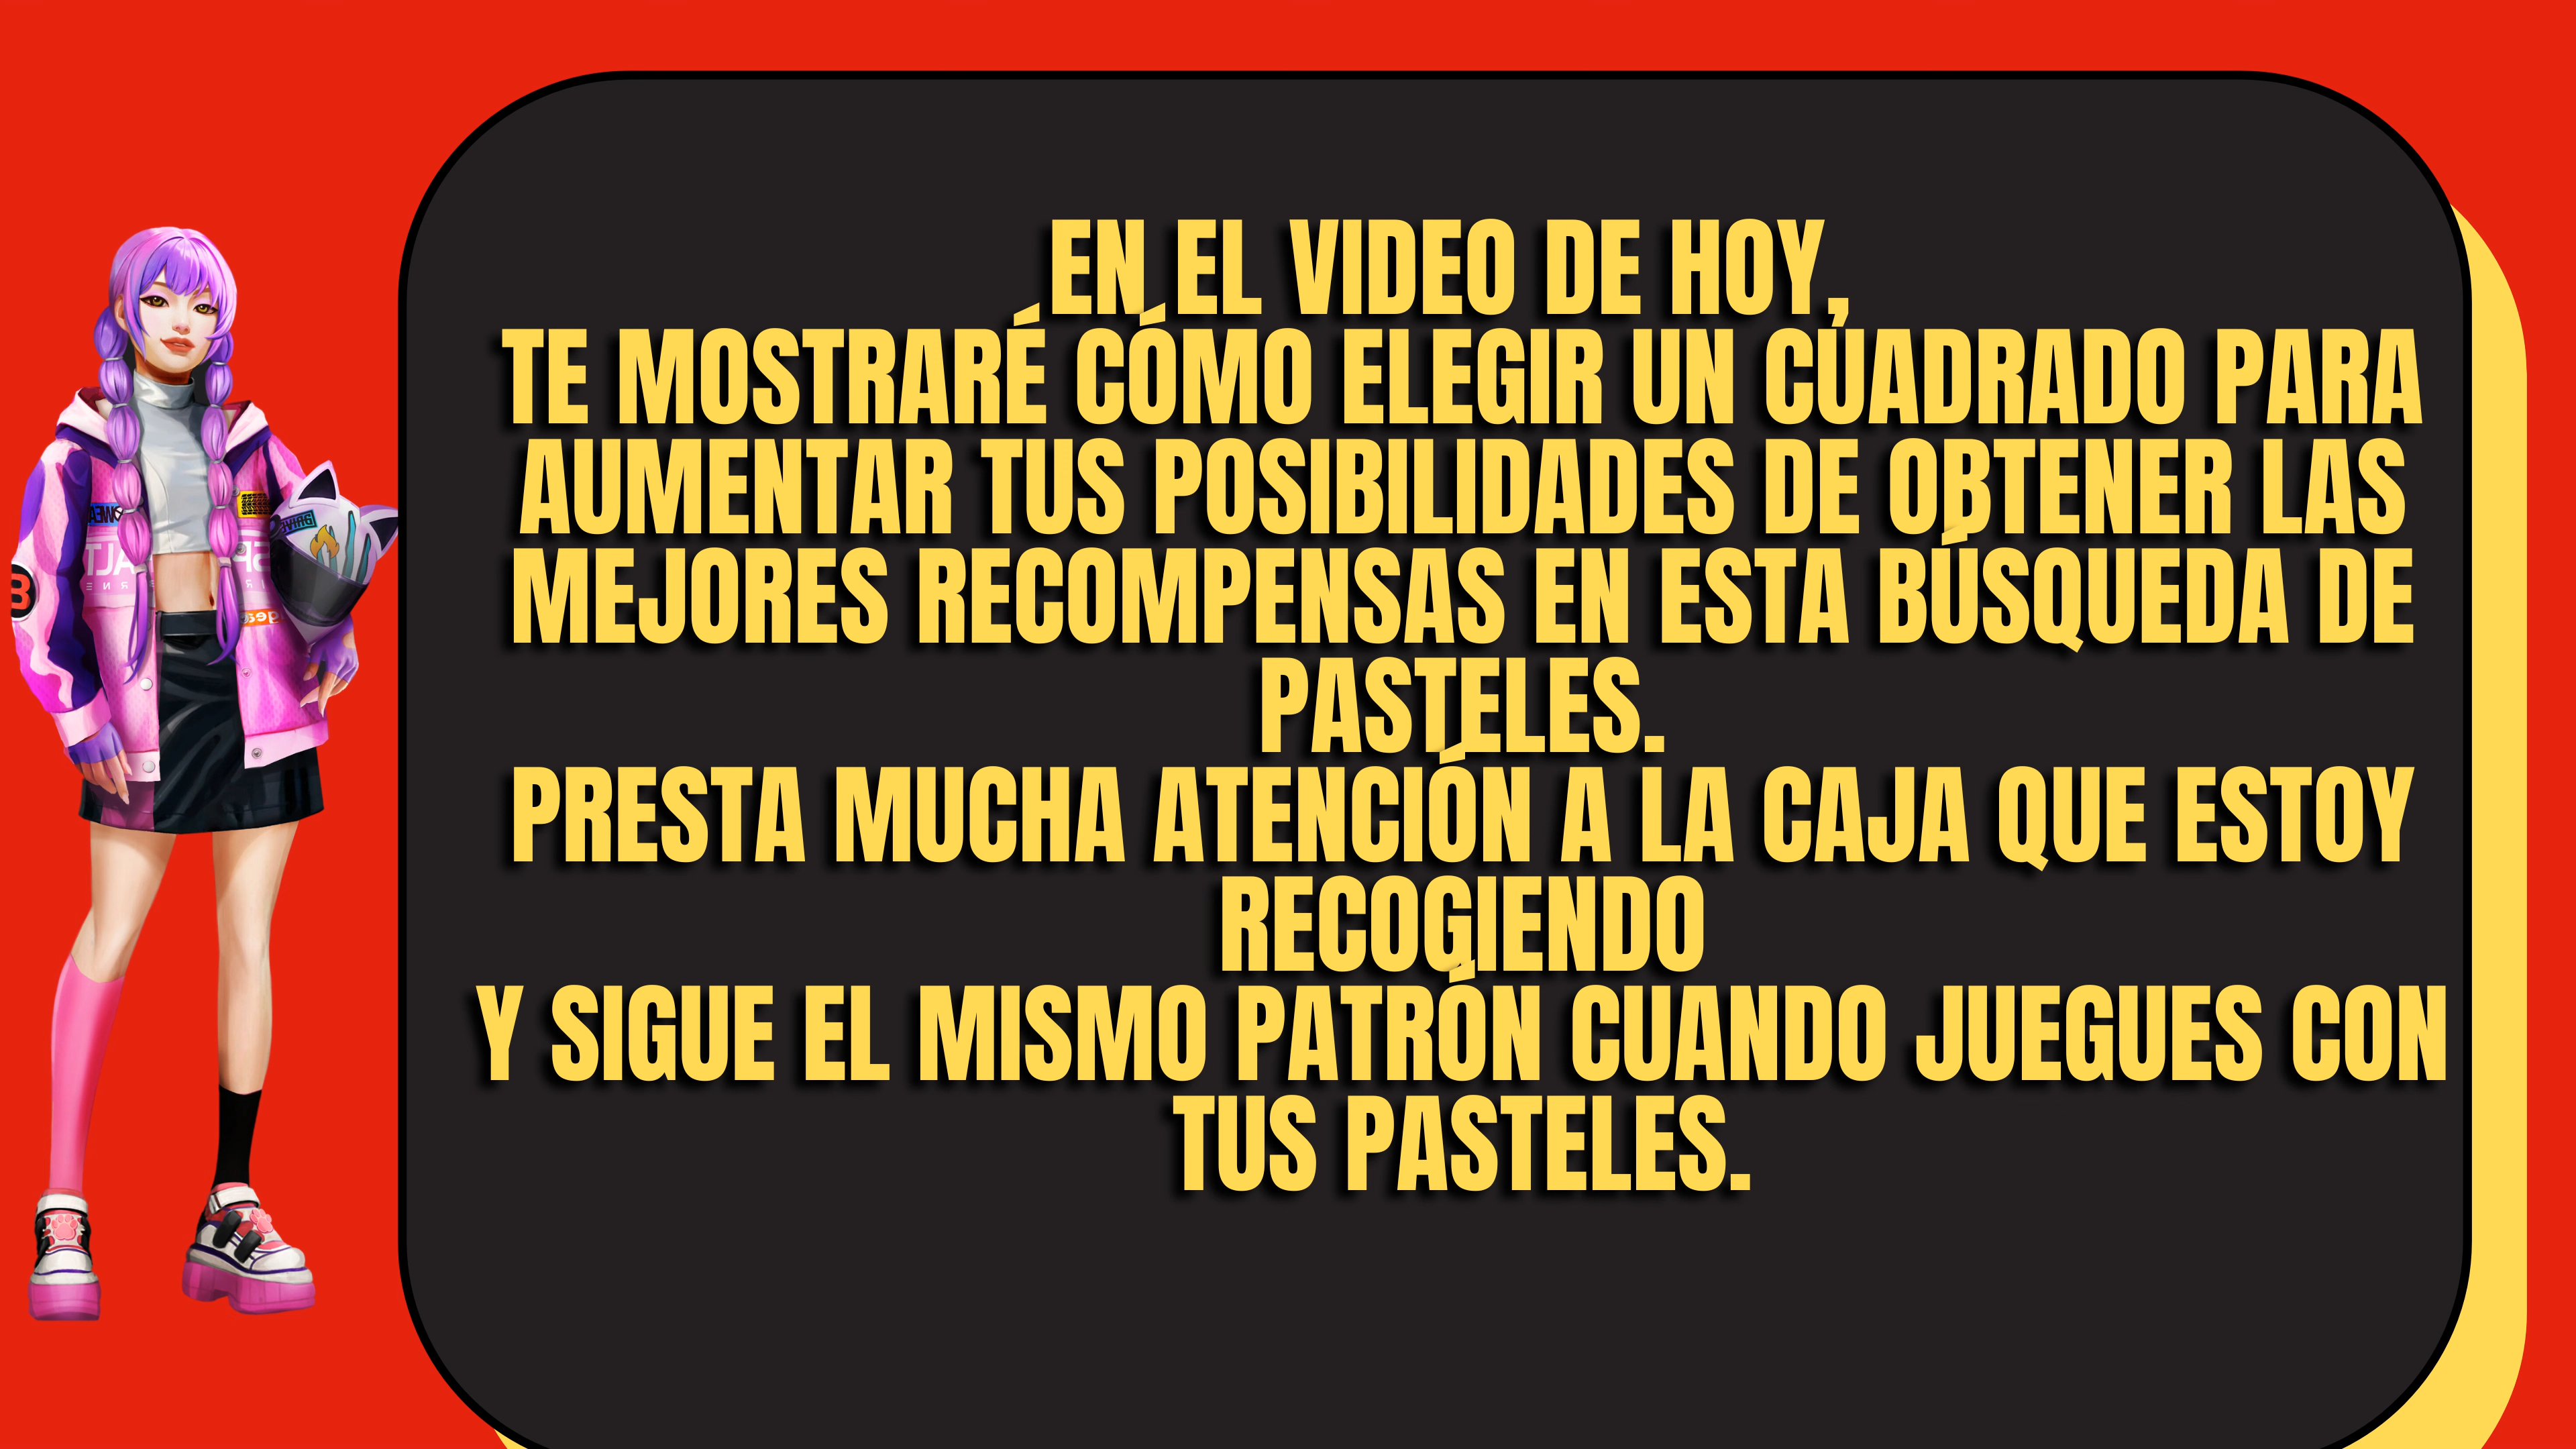 EN EL VIDEO DE HOY,
TE MOSTRARÉ CÓMO ELEGIR UN CUADRADO PARA
AUMENTAR TUS POSIBILIDADES DE OBTENER LAS
MEJORES RECOMPENSAS EN ESTA BÚSQUEDA DE
PASTELES.
PRESTA MUCHA ATENCIÓN A LA CAJA QUE ESTOY
RECOGIENDO
Y SIGUE EL MISMO PATRÓN CUANDO JUEGUES CON
TUS PASTELES.